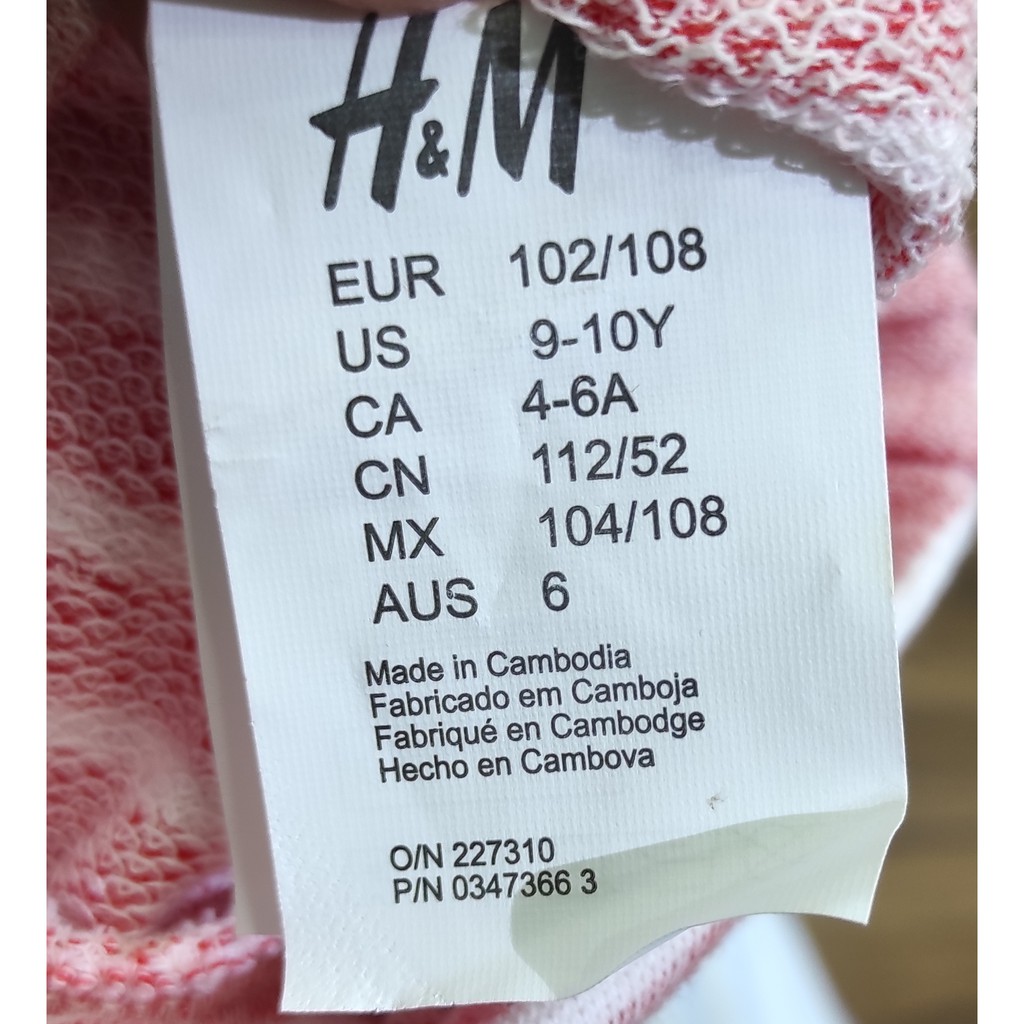 H&M
EUR 102/108
US 9-10Y
CA 4-6A
CN 112/52
MX 104/108
AUS 6
Made in Cambodia
Fabricado em Camboja
Fabriqué en Cambodge
Hecho en Cambova
O/N 227310
P/N 0347366 3